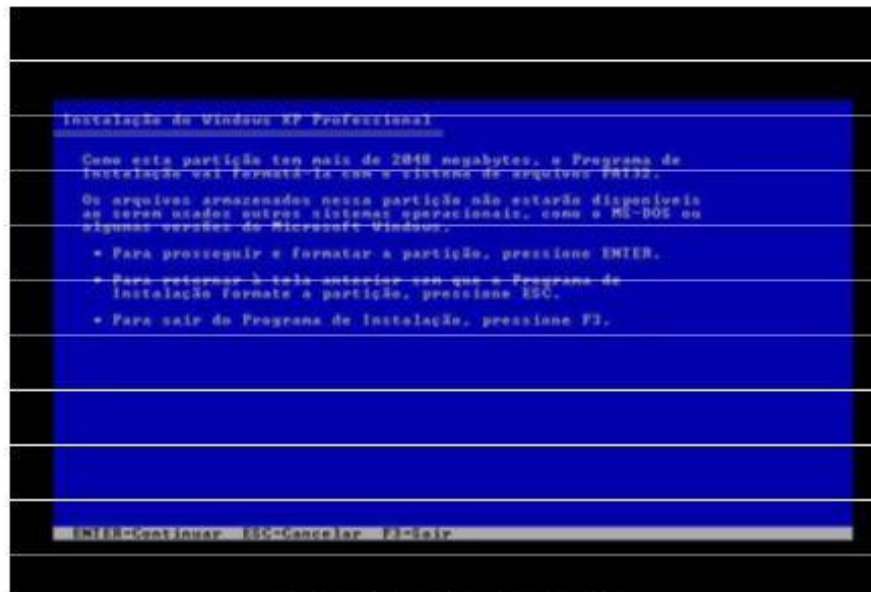 Instalação do Windows XP Professional
Como esta partição tem mais de 2048 megabytes, o Programa de
Instalação vai formatá-la com o sistema de arquivos FAT32.
Os arquivos armazenados nessa partição não estarão disponíveis
ao serem usados outros sistemas operacionais, como o MS-DOS ou
algumas versões do Microsoft Windows.
• Para prosseguir e formatar a partição, pressione ENTER.
• Para retornar à tela anterior sem que o Programa de
Instalação formate a partição, pressione ESC.
• Para sair do Programa de Instalação, pressione F3.
ENTER=Continuar ESC=Cancelar F3=Sair